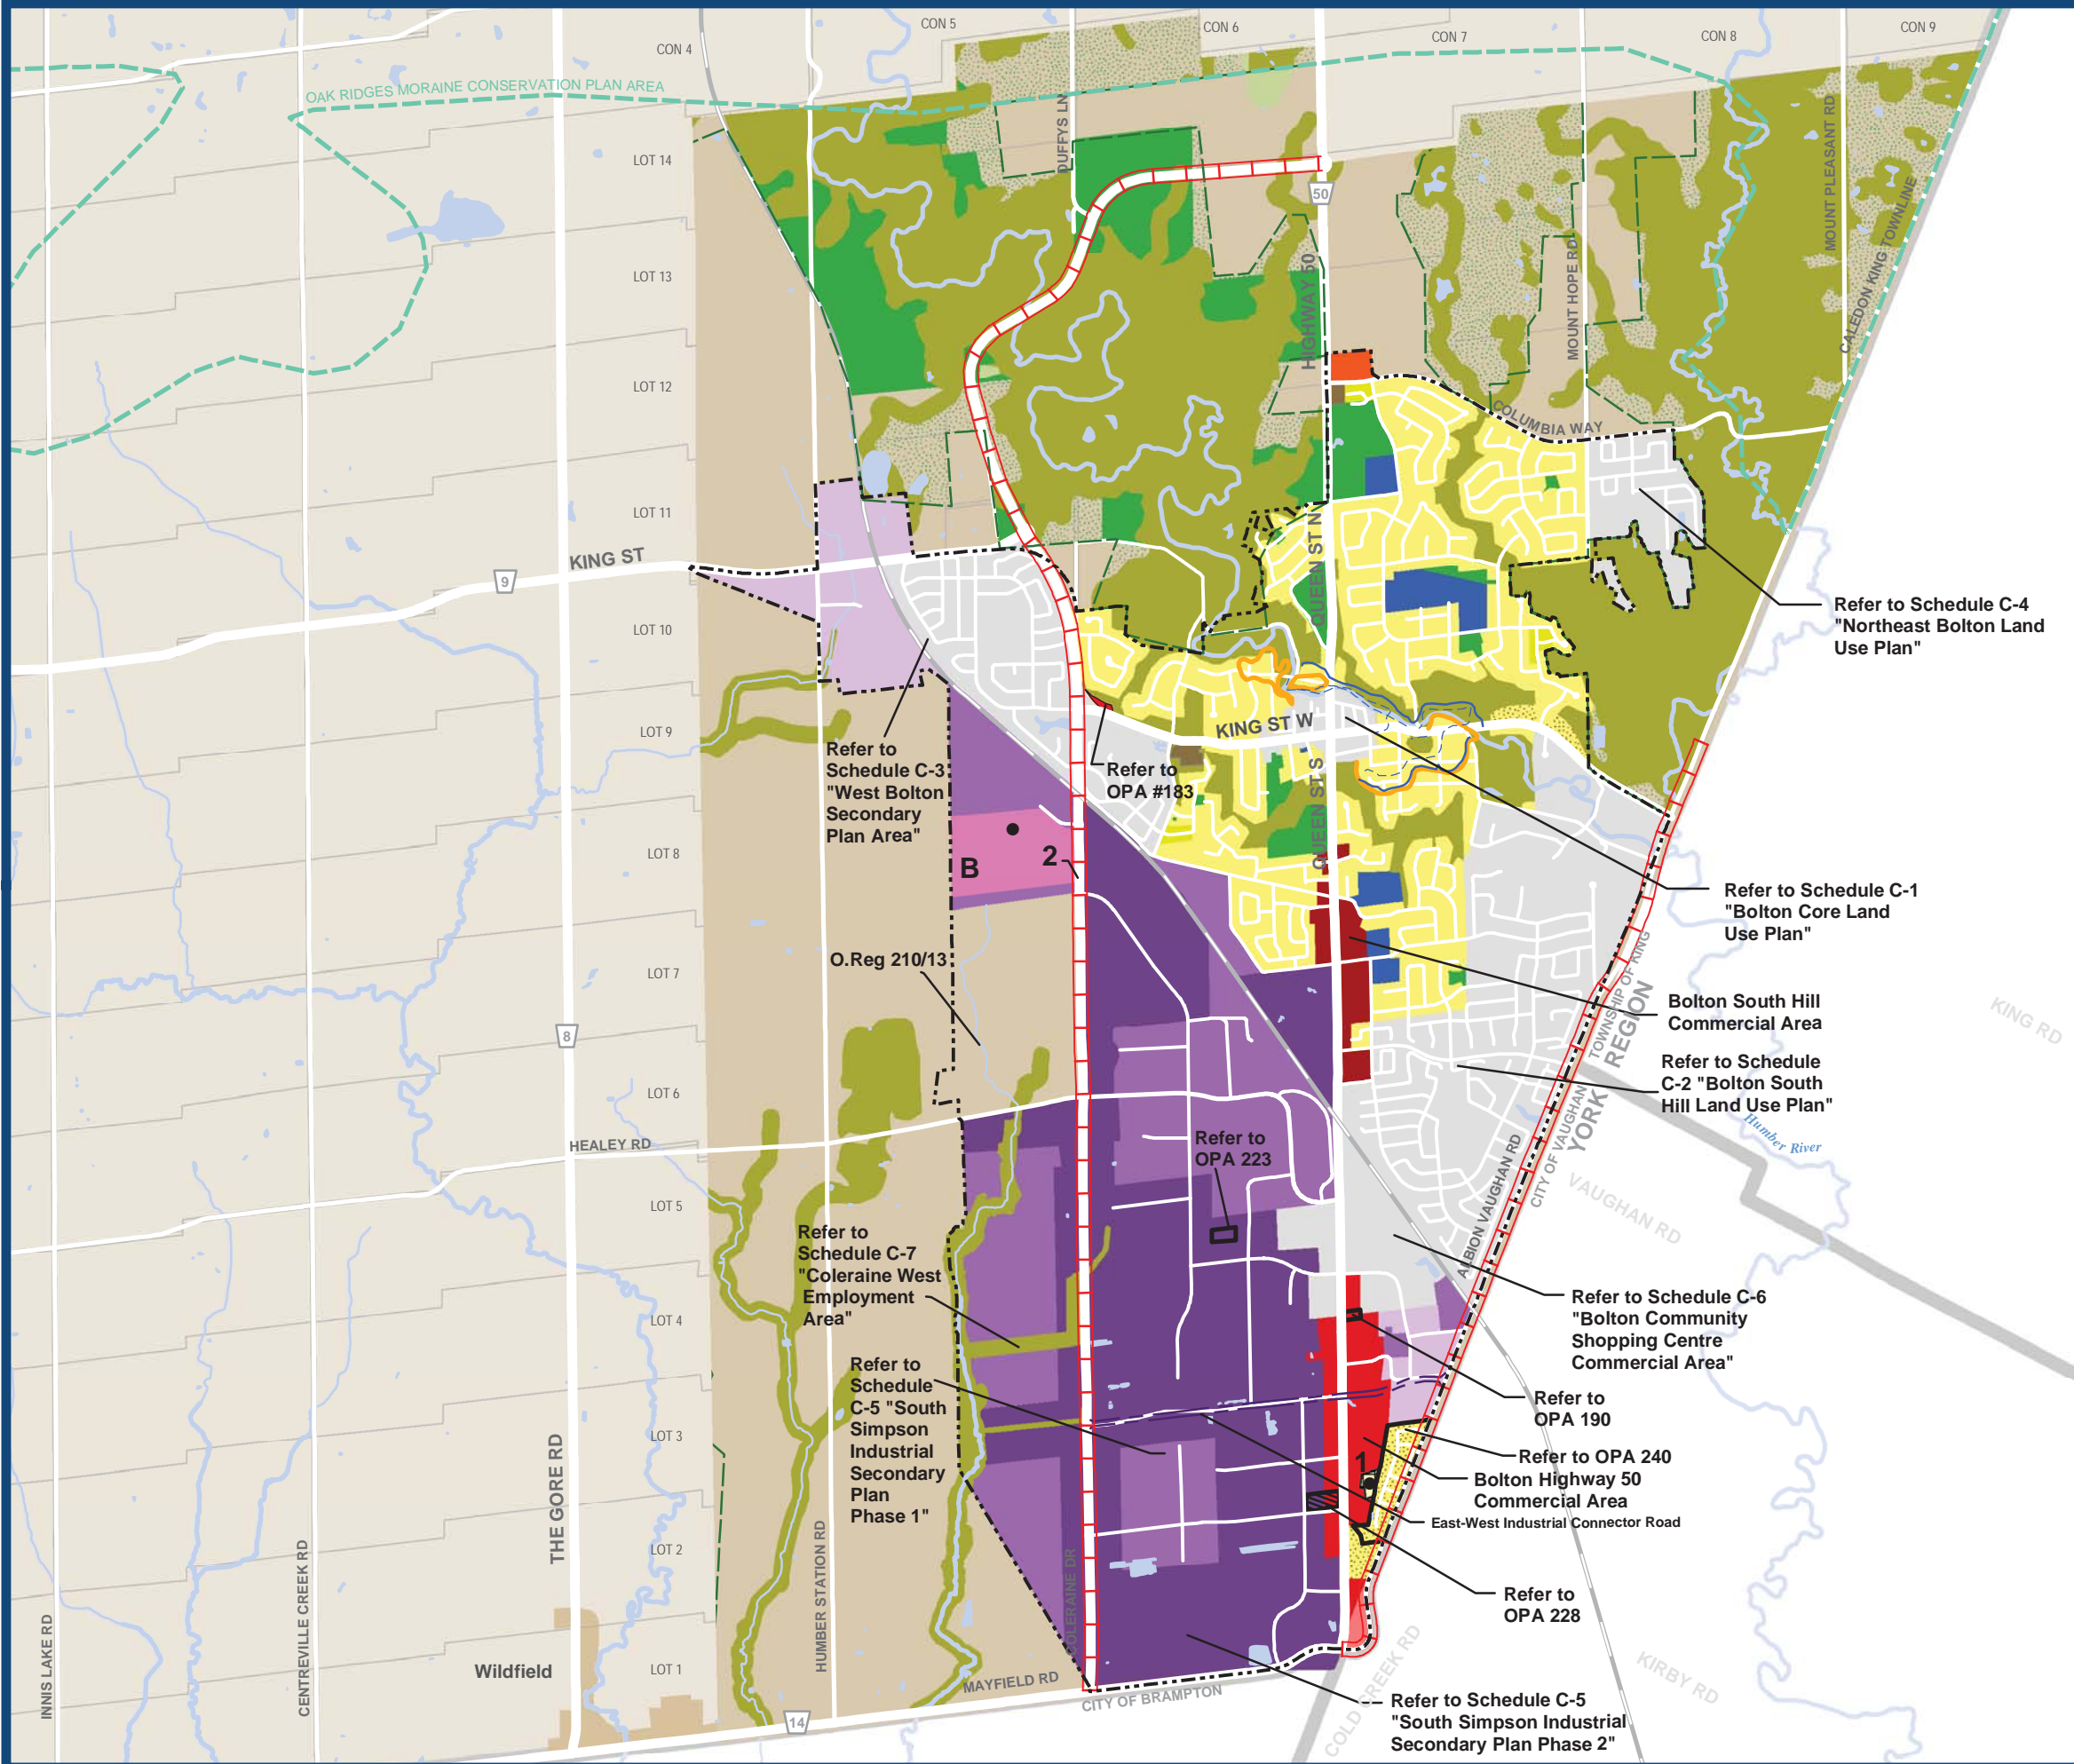 CON 4
CON 5
CON 6
CON 7
CON 8
CON 9
OAK RIDGES MORAINE CONSERVATION PLAN AREA
DUFFYS LN
MOUNT PLEASANT RD
CALEDON KING TOWNLINE
MOUNT HOPE RD
HIGHWAY 50
50
LOT 14
LOT 13
LOT 12
LOT 11
LOT 10
LOT 9
LOT 8
LOT 7
LOT 6
LOT 5
LOT 4
LOT 3
LOT 2
LOT 1
COLUMBIA WAY
KING ST
9
QUEEN ST N
KING ST W
QUEEN ST S
Refer to Schedule C-4
"Northeast Bolton Land
Use Plan"
Refer to
Schedule C-3
"West Bolton
Secondary
Plan Area"
Refer to
OPA #183
B
2
Refer to Schedule C-1
"Bolton Core Land
Use Plan"
O.Reg 210/13
Bolton South Hill
Commercial Area
Refer to Schedule
C-2 "Bolton South
Hill Land Use Plan"
TOWNSHIP OF KING
YORK REGION
CITY OF VAUGHAN
KING RD
Humber River
VAUGHAN RD
ALBION VAUGHAN RD
8
HEALEY RD
Refer to
OPA 223
Refer to
Schedule C-7
"Coleraine West
Employment
Area"
Refer to Schedule C-6
"Bolton Community
Shopping Centre
Commercial Area"
Refer to
Schedule
C-5 "South
Simpson
Industrial
Secondary
Plan
Phase 1"
Refer to
OPA 190
Refer to OPA 240
1
Bolton Highway 50
Commercial Area
East-West Industrial Connector Road
Refer to
OPA 228
THE GORE RD
INNIS LAKE RD
CENTREVILLE CREEK RD
HUMBER STATION RD
COLERAINE DR
Wildfield
MAYFIELD RD
CITY OF BRAMPTON
14
COLD CREEK RD
KIRBY RD
Refer to Schedule C-5
"South Simpson Industrial
Secondary Plan Phase 2"